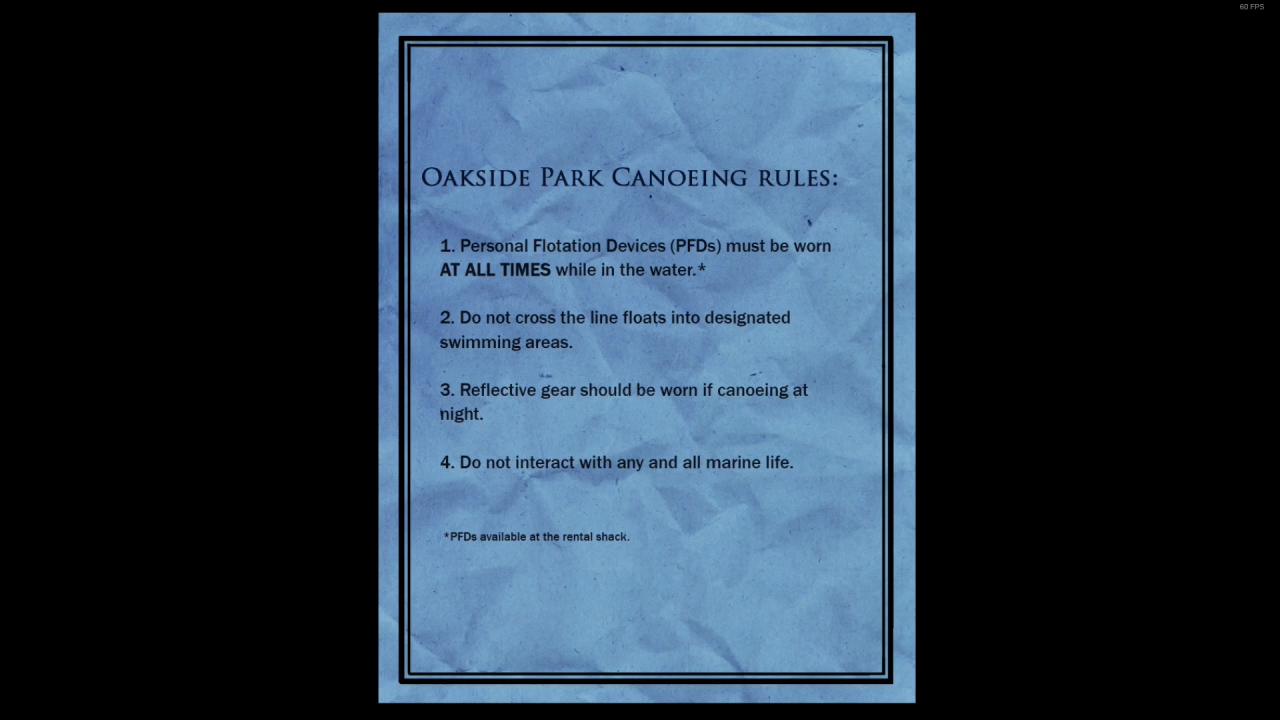 60 FPS
Oakside Park Canoeing rules:
1. Personal Flotation Devices (PFDs) must be worn
AT ALL TIMES while in the water.*
2. Do not cross the line floats into designated
swimming areas.
3. Reflective gear should be worn if canoeing at
night.
4. Do not interact with any and all marine life.
*PFDs available at the rental shack.